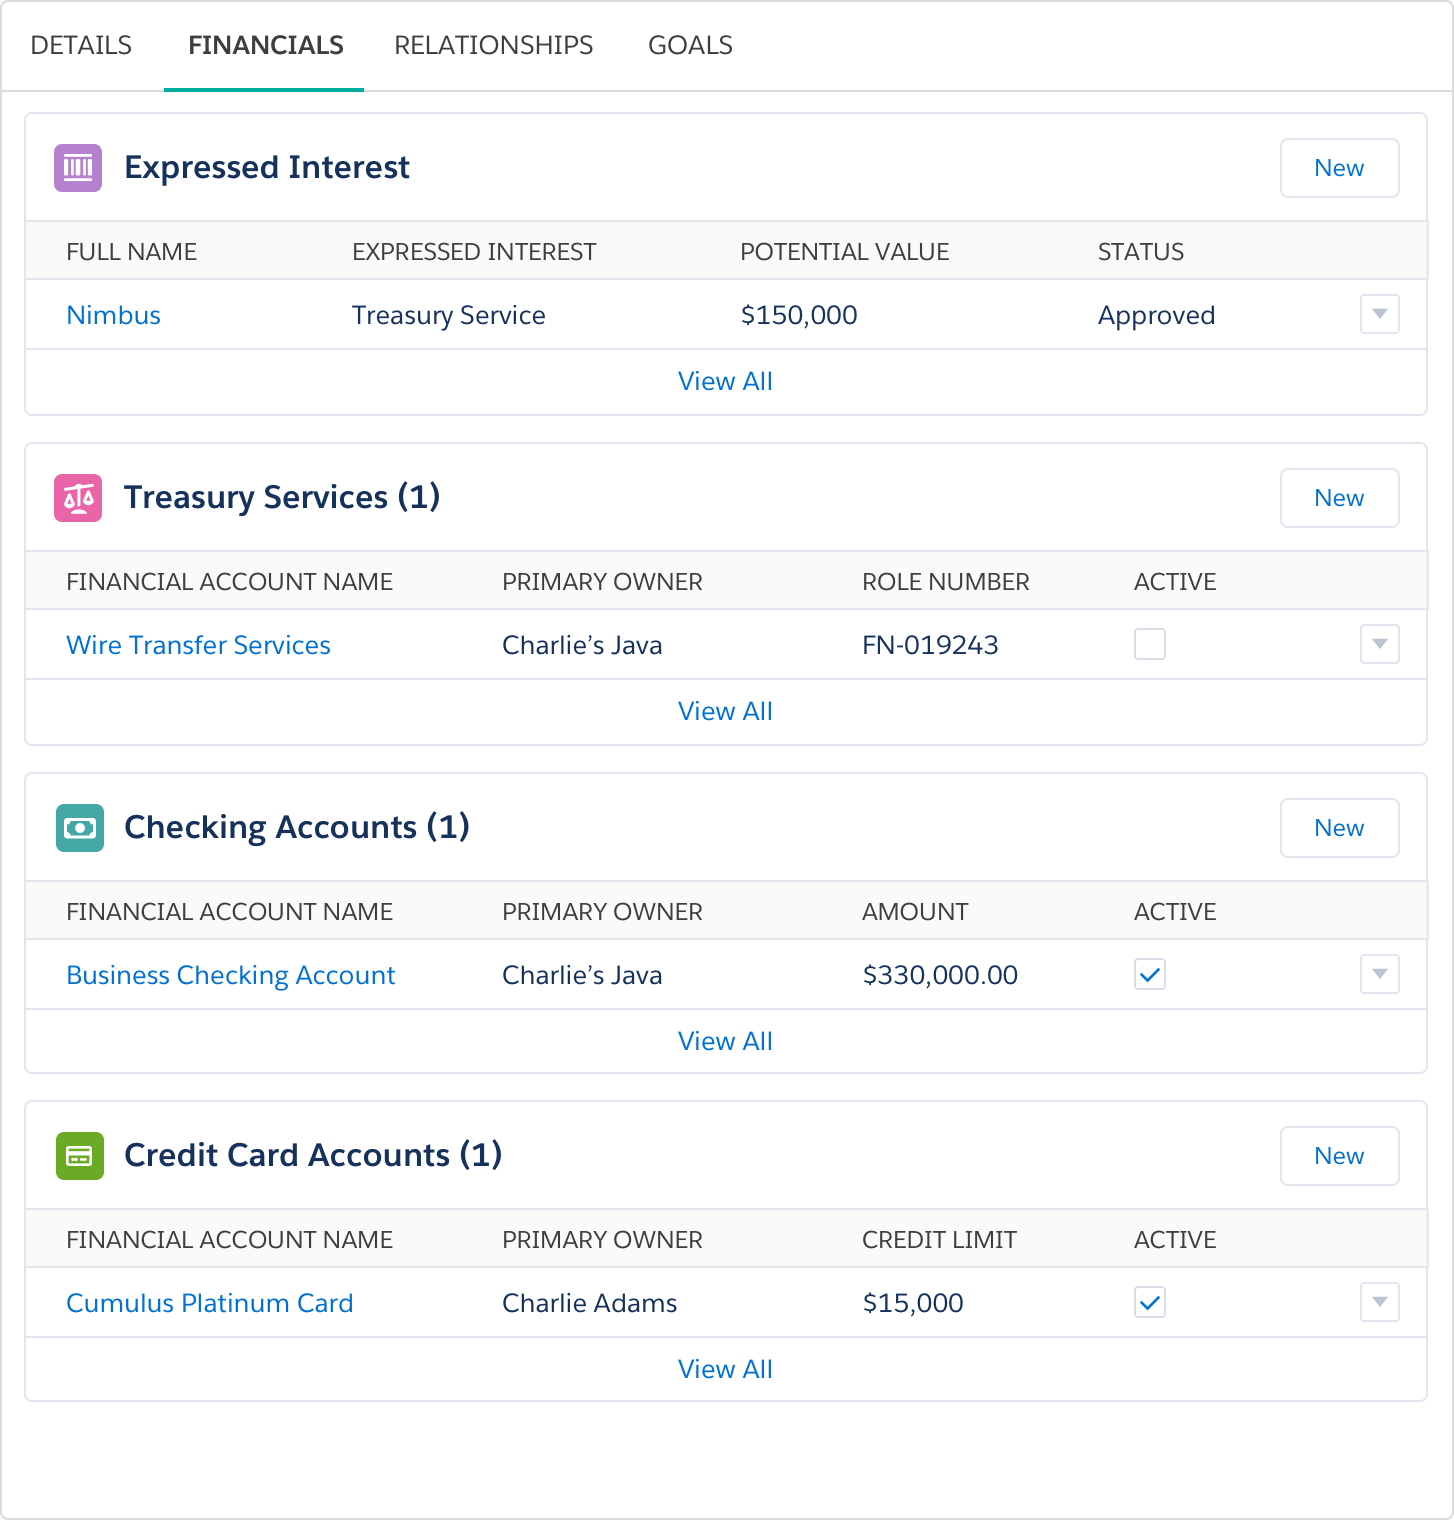 DETAILS FINANCIALS RELATIONSHIPS GOALS
Expressed Interest New
FULL NAME EXPRESSED INTEREST POTENTIAL VALUE STATUS
Nimbus Treasury Service $150,000 Approved
View All
Treasury Services (1) New
FINANCIAL ACCOUNT NAME PRIMARY OWNER ROLE NUMBER ACTIVE
Wire Transfer Services Charlie’s Java FN-019243
View All
Checking Accounts (1) New
FINANCIAL ACCOUNT NAME PRIMARY OWNER AMOUNT ACTIVE
Business Checking Account Charlie’s Java $330,000.00
View All
Credit Card Accounts (1) New
FINANCIAL ACCOUNT NAME PRIMARY OWNER CREDIT LIMIT ACTIVE
Cumulus Platinum Card Charlie Adams $15,000
View All